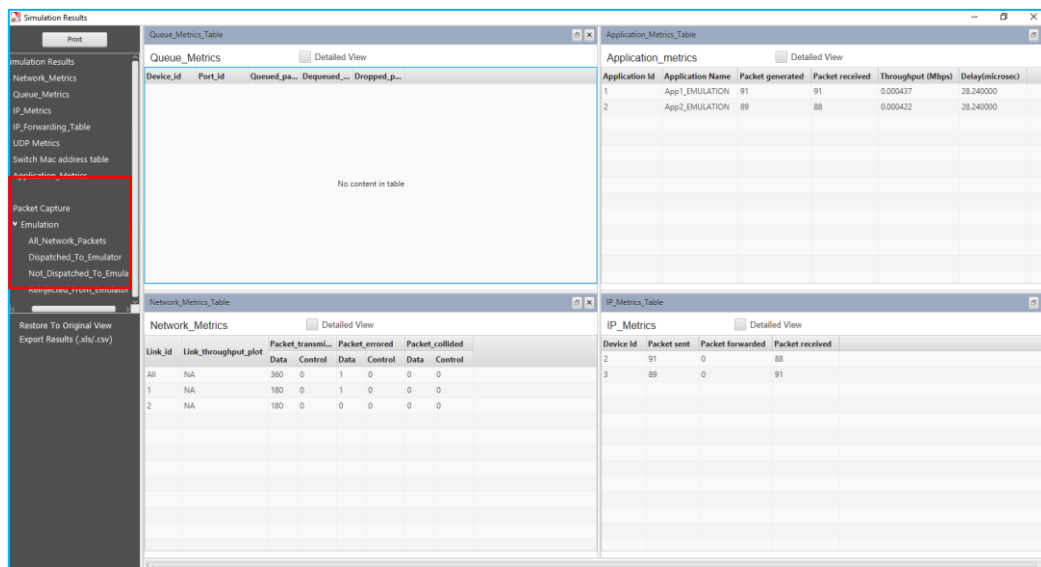 Simulation Results
Print
imulation Results
Network_Metrics
Queue_Metrics
IP_Metrics
IP_Forwarding_Table
UDP Metrics
Switch Mac address table
Application_Metrics
Packet Capture
Emulation
All_Network_Packets
Dispatched_To_Emulator
Not_Dispatched_To_Emula
Reinjected_From_Emulator
Restore To Original View
Export Results (.xls/.csv)
Queue_Metrics_Table
Queue_Metrics Detailed View
Device_id Port_id Queued_pa... Dequeued_... Dropped_p...
No content in table
Application_Metrics_Table
Application_metrics Detailed View
Application Id Application Name Packet generated Packet received Throughput (Mbps) Delay(microsec)
1 App1_EMULATION 91 91 0.000437 28.240000
2 App2_EMULATION 89 88 0.000422 28.240000
Network_Metrics_Table
Network_Metrics Detailed View
Link_id Link_throughput_plot Packet_transmi... Packet_errored Packet_collided
Data Control Data Control Data Control
All NA 360 0 1 0 0 0
1 NA 180 0 1 0 0 0
2 NA 180 0 0 0 0 0
IP_Metrics_Table
IP_Metrics Detailed View
Device Id Packet sent Packet forwarded Packet received
2 91 0 88
3 89 0 91